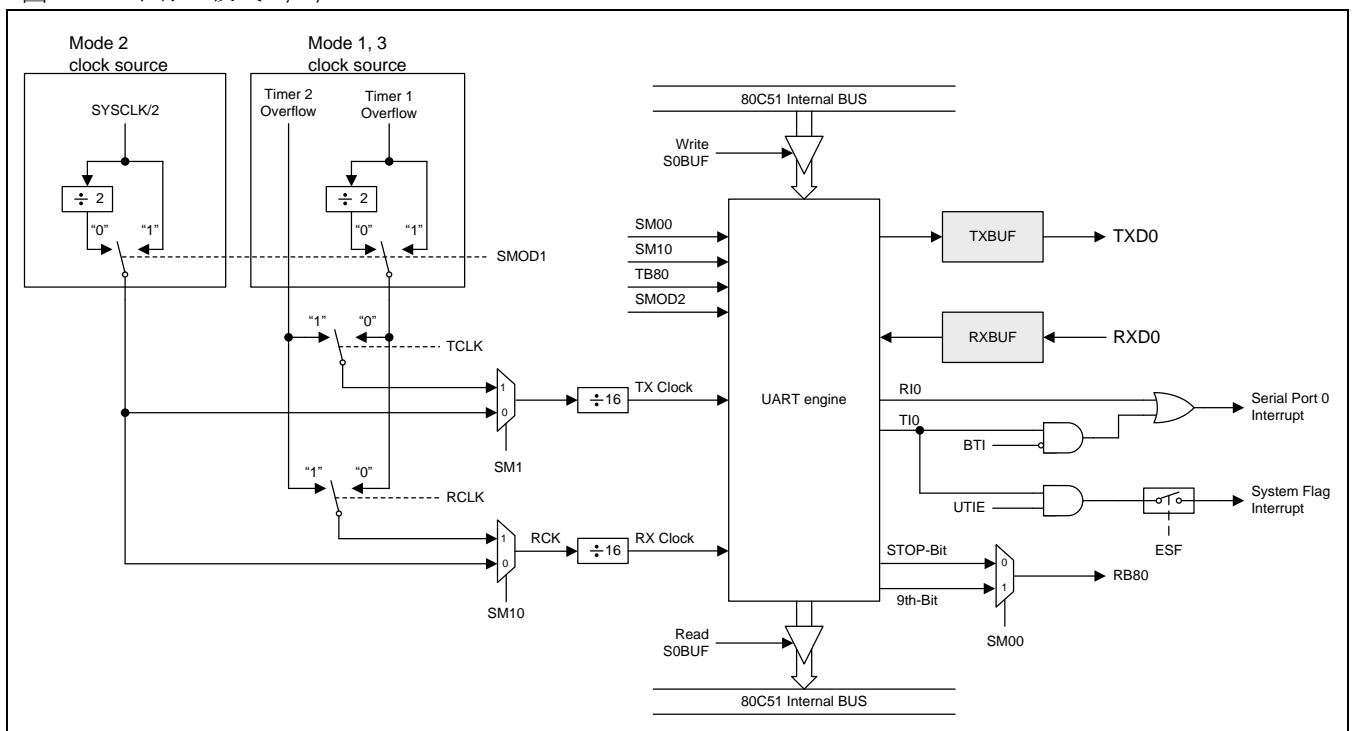 Mode 2
clock source
SYSCLK/2
÷ 2
"0"
"1"
Mode 1, 3
clock source
Timer 2
Overflow
Timer 1
Overflow
÷ 2
"0"
"1"
SMOD1
"1"
"0"
TCLK
1
0
SM1
÷16
TX Clock
"1"
"0"
RCLK
1
0
SM10
RCK
÷16
RX Clock
80C51 Internal BUS
Write
S0BUF
SM00
SM10
TB80
SMOD2
UART engine
TXBUF
TXD0
RXBUF
RXD0
RI0
TI0
BTI
Serial Port 0
Interrupt
UTIE
ESF
System Flag
Interrupt
STOP-Bit
9th-Bit
0
1
SM00
RB80
Read
S0BUF
80C51 Internal BUS